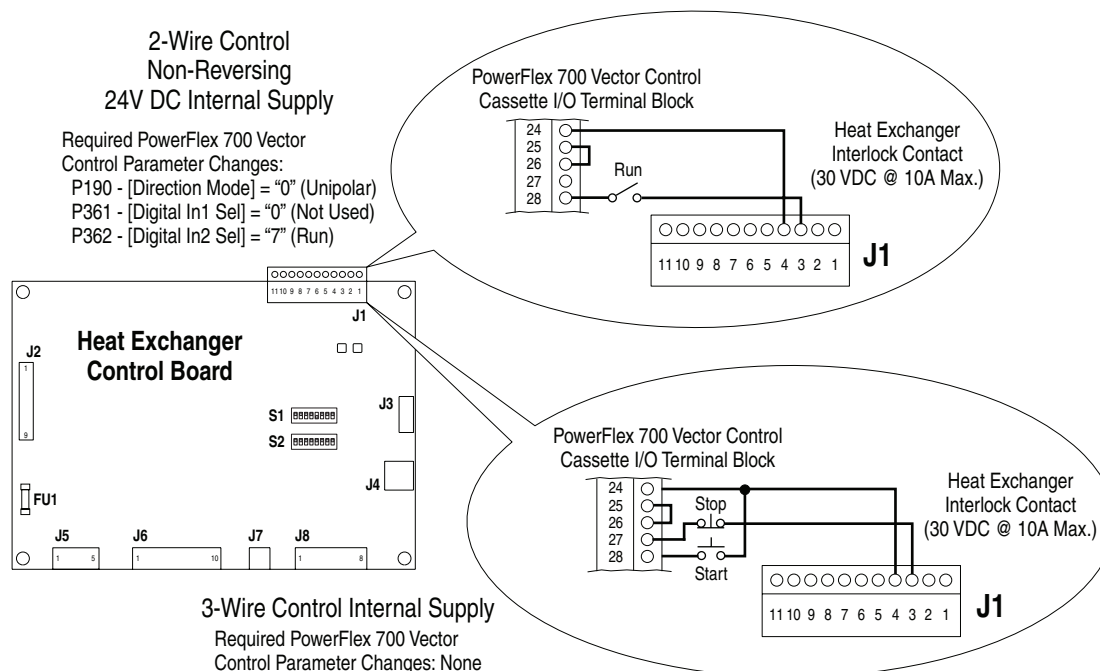 2-Wire Control
Non-Reversing
24V DC Internal Supply
Required PowerFlex 700 Vector
Control Parameter Changes:
P190 - [Direction Mode] = “0” (Unipolar)
P361 - [Digital In1 Sel] = “0” (Not Used)
P362 - [Digital In2 Sel] = “7” (Run)
PowerFlex 700 Vector Control
Cassette I/O Terminal Block
24
25
26
27
28
Run
Heat Exchanger
Interlock Contact
(30 VDC @ 10A Max.)
11 10 9 8 7 6 5 4 3 2 1
J1
11 10 9 8 7 6 5 4 3 2 1
J1
Heat Exchanger
Control Board
J2
1
9
S1
S2
J3
J4
FU1
J5
1 5
J6
1 10
J7
J8
1 8
PowerFlex 700 Vector Control
Cassette I/O Terminal Block
24
25
26
27
28
Stop
Start
Heat Exchanger
Interlock Contact
(30 VDC @ 10A Max.)
11 10 9 8 7 6 5 4 3 2 1
J1
3-Wire Control Internal Supply
Required PowerFlex 700 Vector
Control Parameter Changes: None